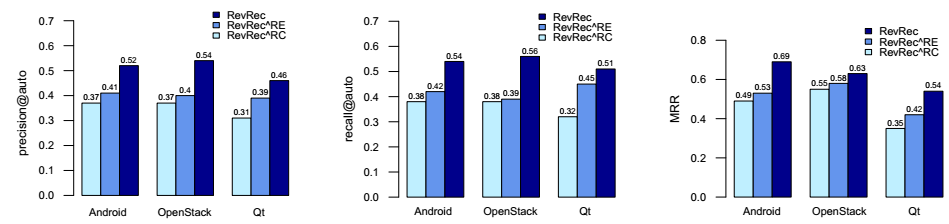 RevRec
RevRec^RE
RevRec^RC
precision@auto
0.7
0.6
0.5
0.4
0.3
0.2
0.1
0.0
0.37 0.41 0.52
0.37 0.4 0.54
0.31 0.39 0.46
Android OpenStack Qt
RevRec
RevRec^RE
RevRec^RC
recall@auto
0.7
0.6
0.5
0.4
0.3
0.2
0.1
0.0
0.38 0.42 0.54
0.38 0.39 0.56
0.32 0.45 0.51
Android OpenStack Qt
RevRec
RevRec^RE
RevRec^RC
MRR
0.8
0.6
0.4
0.2
0.0
0.49 0.53 0.69
0.55 0.58 0.63
0.35 0.42 0.54
Android OpenStack Qt